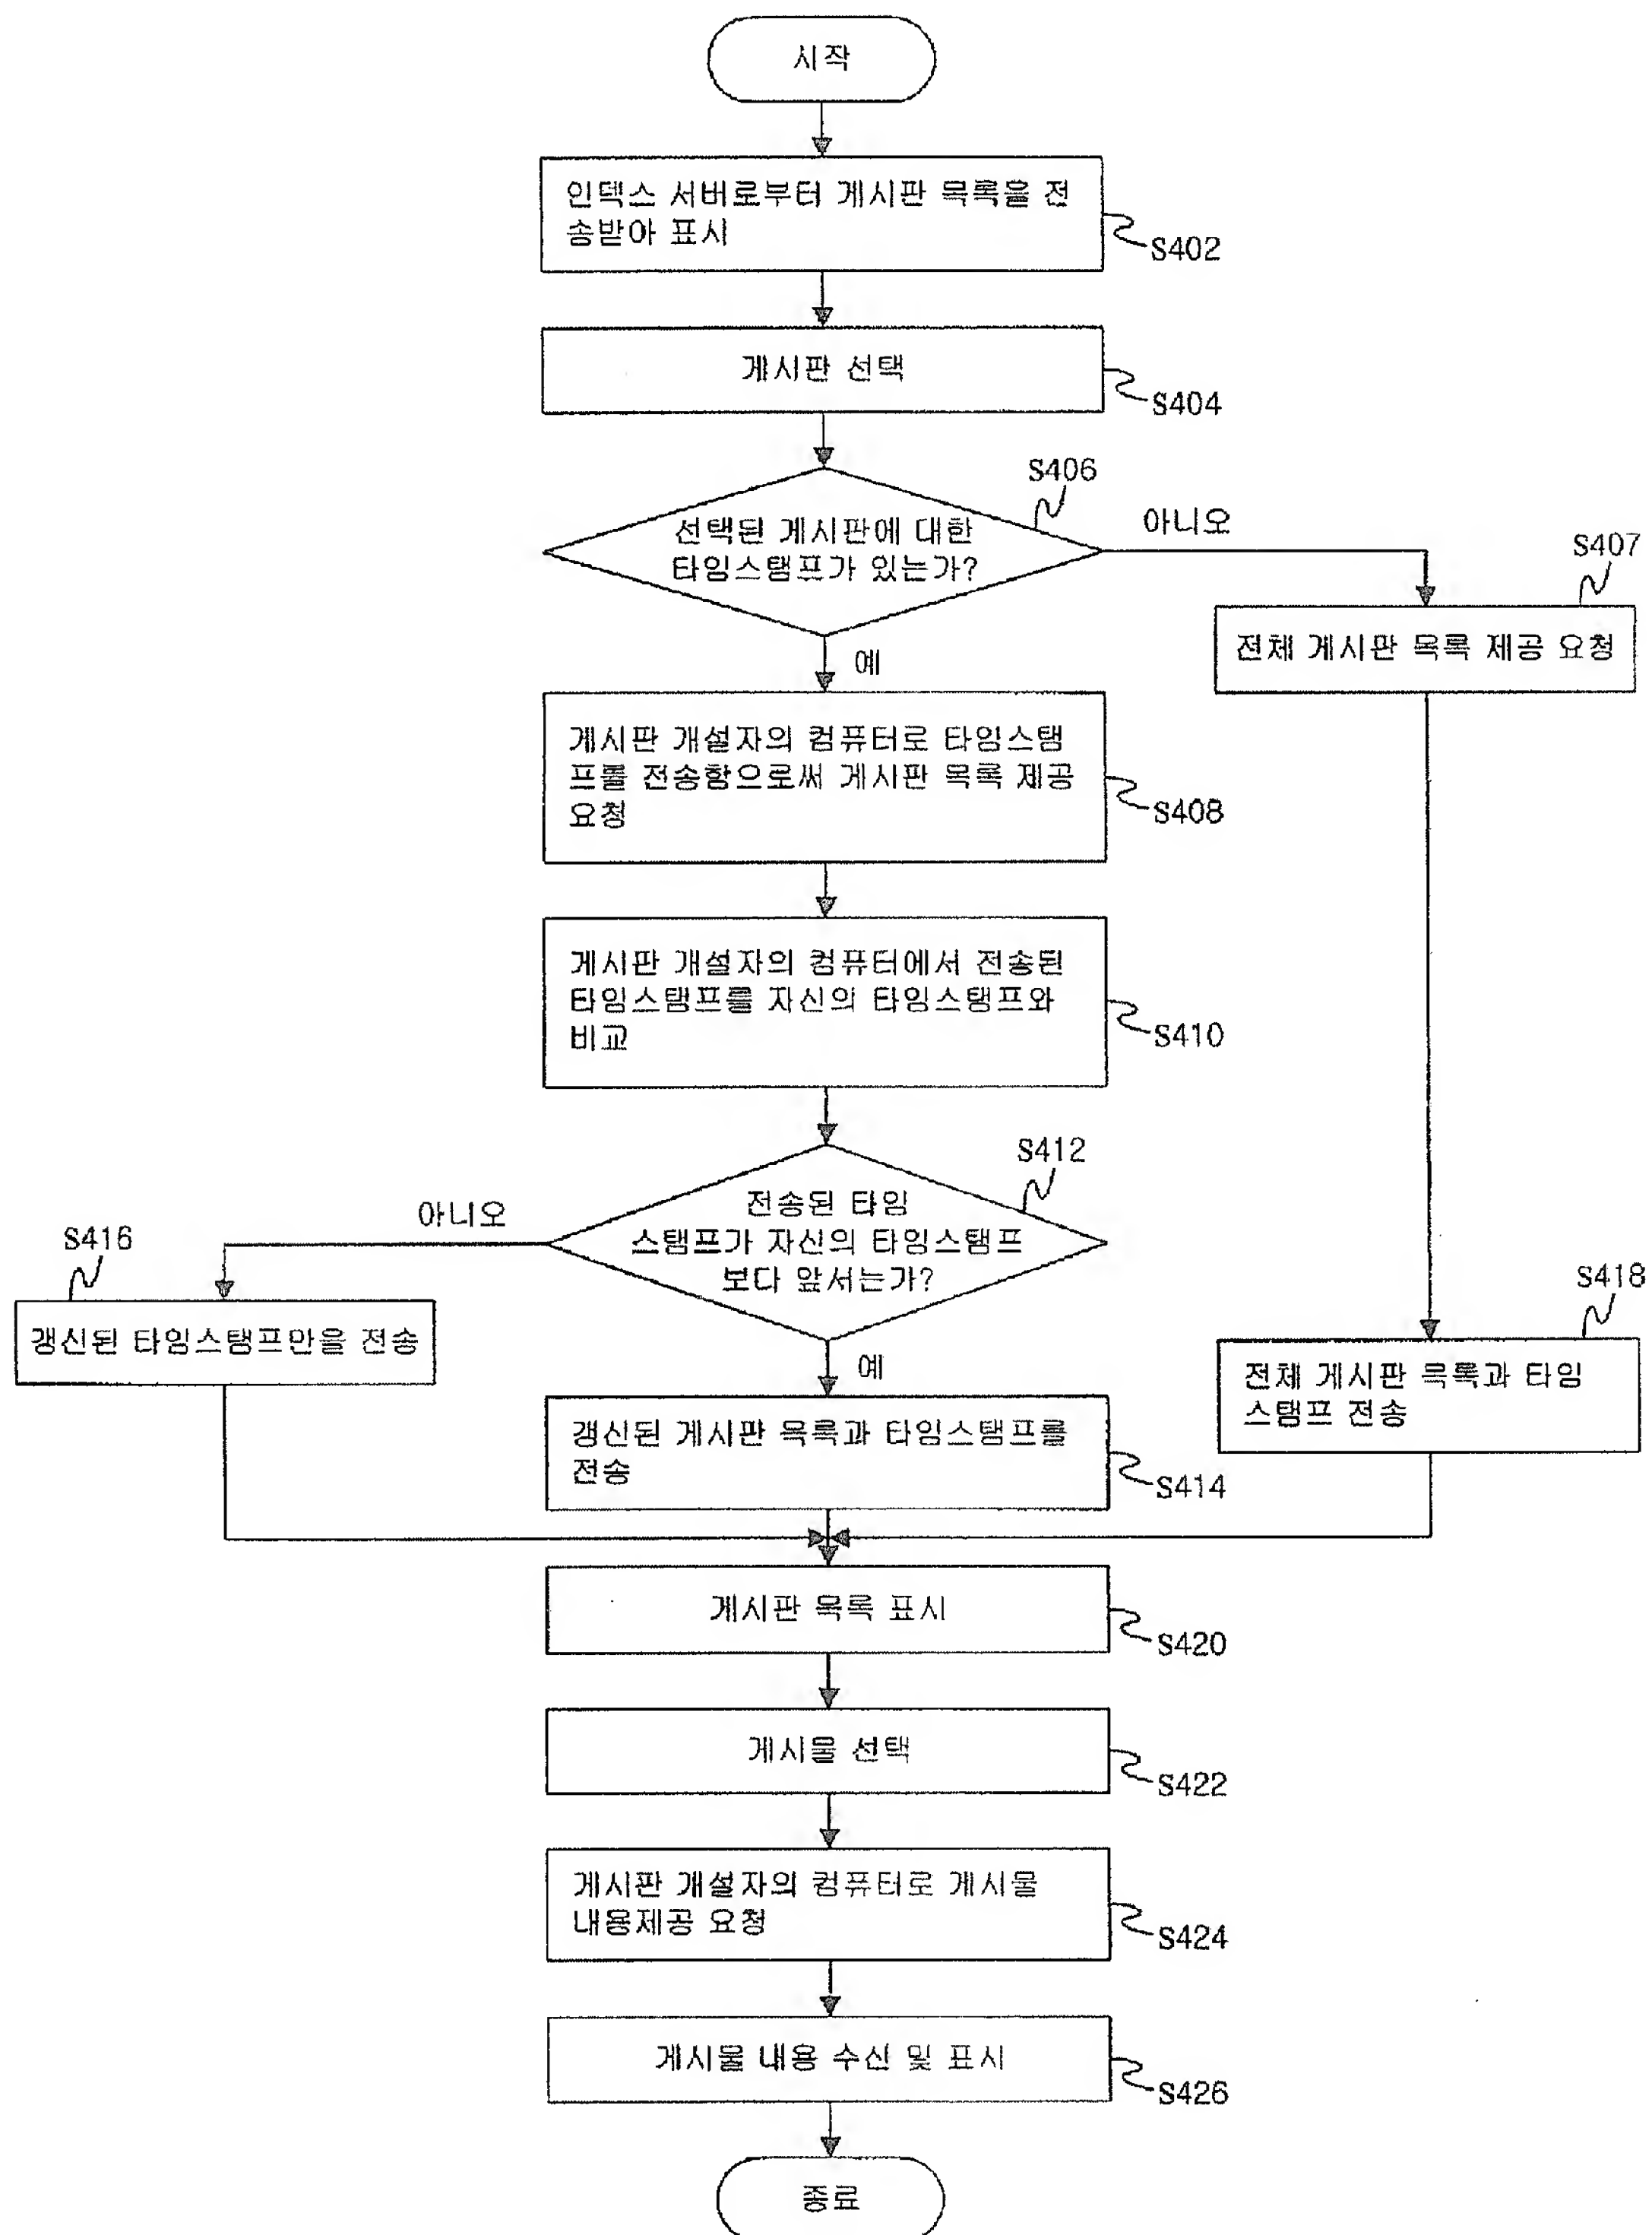 시작
인덱스 서버로부터 게시판 목록을 전
송받아 표시
S402
게시판 선택
S404
S406
선택된 게시판에 대한
타임스탬프가 있는가?
아니오
예
S407
전체 게시판 목록 제공 요청
게시판 개설자의 컴퓨터로 타임스탬
프를 전송함으로써 게시판 목록 제공
요청
S408
게시판 개설자의 컴퓨터에서 전송된
타임스탬프를 자신의 타임스탬프와
비교
S410
S412
전송된 타임
스탬프가 자신의 타임스탬프
보다 앞서는가?
아니오
예
S416
갱신된 타임스탬프만을 전송
S418
전체 게시판 목록과 타임
스탬프 전송
갱신된 게시판 목록과 타임스탬프를
전송
S414
게시판 목록 표시
S420
게시물 선택
S422
게시판 개설자의 컴퓨터로 게시물
내용제공 요청
S424
게시물 내용 수신 및 표시
S426
종료